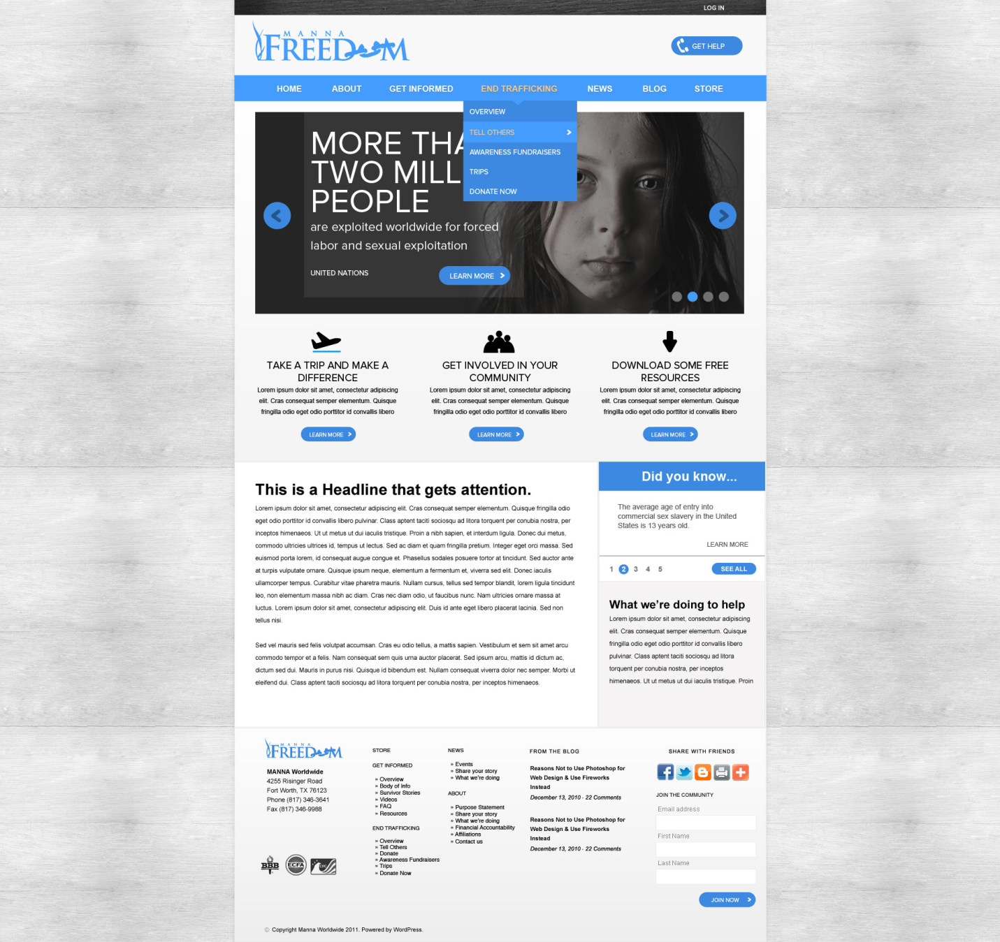 LOG IN
MANNA
FREEDOM
GET HELP
HOME ABOUT GET INFORMED END TRAFFICKING NEWS BLOG STORE
OVERVIEW
TELL OTHERS
AWARENESS FUNDRAISERS
TRIPS
DONATE NOW
MORE THA
TWO MILL
PEOPLE
are exploited worldwide for forced
labor and sexual exploitation
UNITED NATIONS
LEARN MORE
TAKE A TRIP AND MAKE A
DIFFERENCE
Lorem ipsum dolor sit amet, consectetur adipiscing
elit. Cras consequat semper elementum. Quisque
fringilla odio eget odio porttitor id convallis libero
LEARN MORE
GET INVOLVED IN YOUR
COMMUNITY
Lorem ipsum dolor sit amet, consectetur adipiscing
elit. Cras consequat semper elementum. Quisque
fringilla odio eget odio porttitor id convallis libero
LEARN MORE
DOWNLOAD SOME FREE
RESOURCES
Lorem ipsum dolor sit amet, consectetur adipiscing
elit. Cras consequat semper elementum. Quisque
fringilla odio eget odio porttitor id convallis libero
LEARN MORE
This is a Headline that gets attention.
Lorem ipsum dolor sit amet, consectetur adipiscing elit. Cras consequat semper elementum. Quisque fringilla odio
eget odio porttitor id convallis libero pulvinar. Class aptent taciti sociosqu ad litora torquent per conubia nostra, per
inceptos himenaeos. Ut ut metus ut dui iaculis tristique. Proin a nibh sapien, et interdum ligula. Donec dui metus,
commodo ultricies ultrices id, tempus ut lectus. Sed ac diam et quam fringilla pretium. Integer eget orci massa. Sed
euismod porta lorem, id consequat augue congue et. Phasellus sodales posuere tortor at tincidunt. Sed auctor ante
at turpis vulputate ornare. Quisque ipsum neque, elementum a fermentum et, viverra sed elit. Donec iaculis
ullamcorper tempus. Curabitur vitae pharetra mauris. Nullam cursus, tellus sed tempor blandit, lorem ligula tincidunt
leo, non elementum massa nibh ac diam. Cras nec diam odio, ut faucibus nunc. Nam ultricies ornare massa at
luctus. Lorem ipsum dolor sit amet, consectetur adipiscing elit. Duis id ante eget libero placerat lacinia. Sed non
tellus nisi.
Sed vel mauris sed felis volutpat accumsan. Cras eu odio tellus, a mattis sapien. Vestibulum et sem sit amet arcu
commodo tempor et a felis. Nam consequat sem quis urna auctor placerat. Sed ipsum arcu, mattis id dictum ac,
dictum sed dui. Mauris in purus nisi. Quisque id bibendum est. Nullam consequat viverra dolor nec semper. Morbi ut
eleifend dui. Class aptent taciti sociosqu ad litora torquent per conubia nostra, per inceptos himenaeos.
Did you know...
The average age of entry into
commercial sex slavery in the United
States is 13 years old.
LEARN MORE
1 2 3 4 5 SEE ALL
What we're doing to help
Lorem ipsum dolor sit amet, consectetur adipiscing
elit. Cras consequat semper elementum. Quisque
fringilla odio eget odio porttitor id convallis libero
pulvinar. Class aptent taciti sociosqu ad litora
torquent per conubia nostra, per inceptos
himenaeos. Ut ut metus ut dui iaculis tristique. Proin
MANNA
FREEDOM
MANNA Worldwide
4255 Risinger Road
Fort Worth, TX 76123
Phone (817) 346-3641
Fax (817) 346-9988
BBB
ECFA
CFC
STORE
GET INFORMED
» Overview
» Body of Info
» Survivor Stories
» Videos
» FAQ
» Resources
END TRAFFICKING
» Overview
» Tell Others
» Donate
» Awareness Fundraisers
» Trips
» Donate Now
NEWS
» Events
» Share your story
» What we're doing
ABOUT
» Purpose Statement
» Share your story
» What we're doing
» Financial Accountability
» Affiliations
» Contact us
FROM THE BLOG
Reasons Not to Use Photoshop for
Web Design & Use Fireworks
Instead
December 13, 2010 - 22 Comments
Reasons Not to Use Photoshop for
Web Design & Use Fireworks
Instead
December 13, 2010 - 22 Comments
SHARE WITH FRIENDS
JOIN THE COMMUNITY
Email address
First Name
Last Name
JOIN NOW
© Copyright Manna Worldwide 2011. Powered by WordPress.